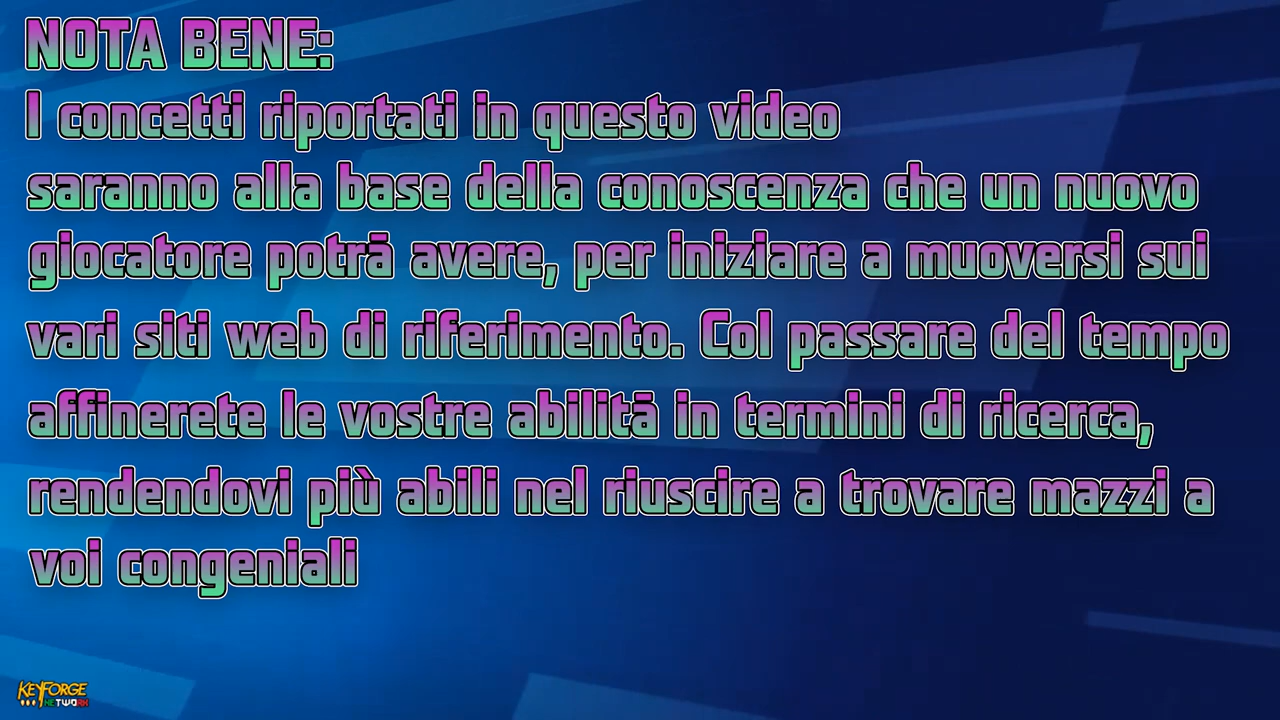 NOTA BENE:
I concetti riportati in questo video
saranno alla base della conoscenza che un nuovo
giocatore potrā avere, per iniziare a muoversi sui
vari siti web di riferimento. Col passare del tempo
affinerete le vostre abilitā in termini di ricerca,
rendendovi più abili nel riuscire a trovare mazzi a
voi congeniali
KEYFORGE
NETWORK